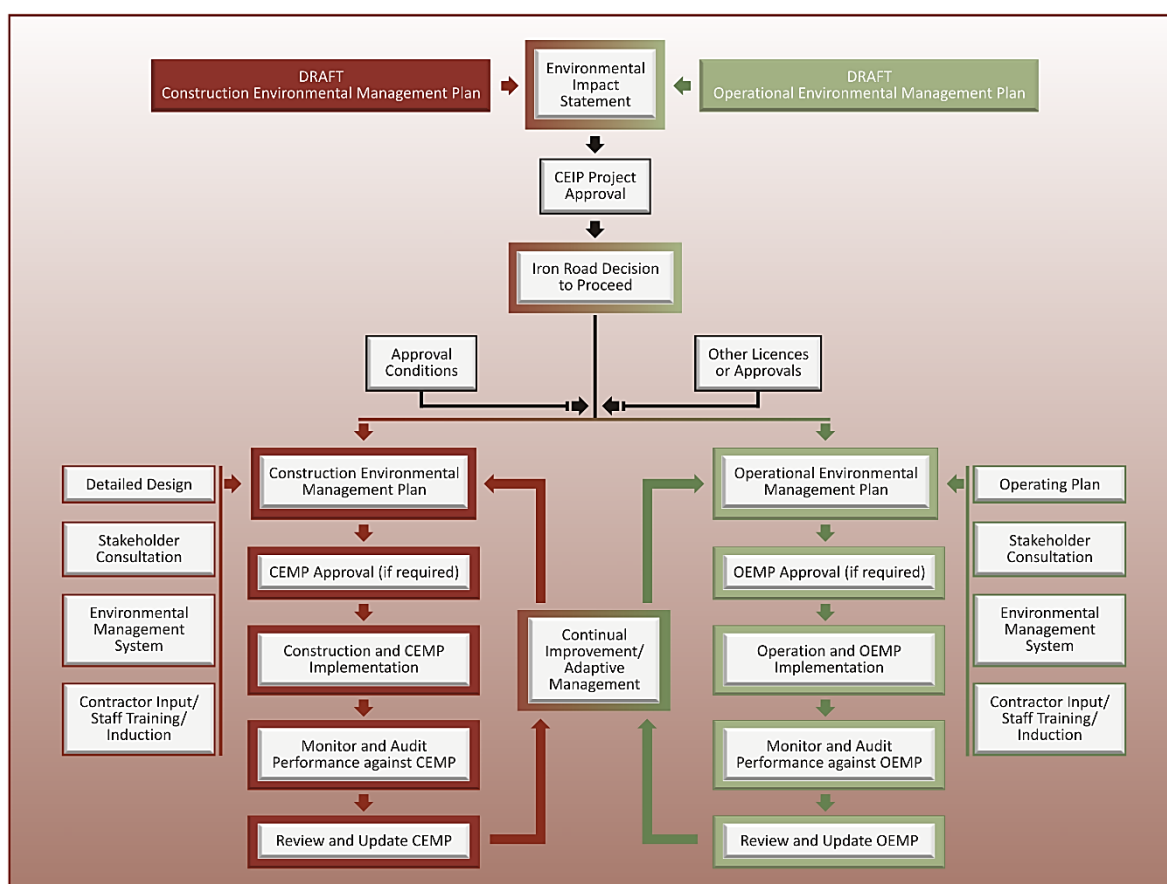 DRAFT
Construction Environmental Management Plan
Environmental
Impact
Statement
DRAFT
Operational Environmental Management Plan
CEIP Project
Approval
Iron Road Decision
to Proceed
Approval
Conditions
Other Licences
or Approvals
Detailed Design
Stakeholder
Consultation
Environmental
Management
System
Contractor Input/
Staff Training/
Induction
Construction Environmental
Management Plan
CEMP Approval (if required)
Construction and CEMP
Implementation
Monitor and Audit
Performance against CEMP
Review and Update CEMP
Continual
Improvement/
Adaptive
Management
Operational Environmental
Management Plan
OEMP Approval (if required)
Operation and OEMP
Implementation
Monitor and Audit
Performance against OEMP
Review and Update OEMP
Operating Plan
Stakeholder
Consultation
Environmental
Management
System
Contractor Input/
Staff Training/
Induction